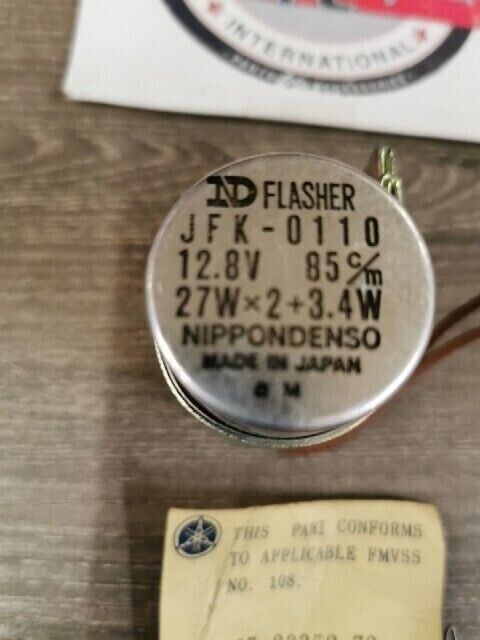 INTERNATIONAL
ND FLASHER
JFK-0110
12.8V 85c/m
27W×2+3.4W
NIPPONDENSO
MADE IN JAPAN
THIS PART CONFORMS
TO APPLICABLE FMVSS
NO. 108.